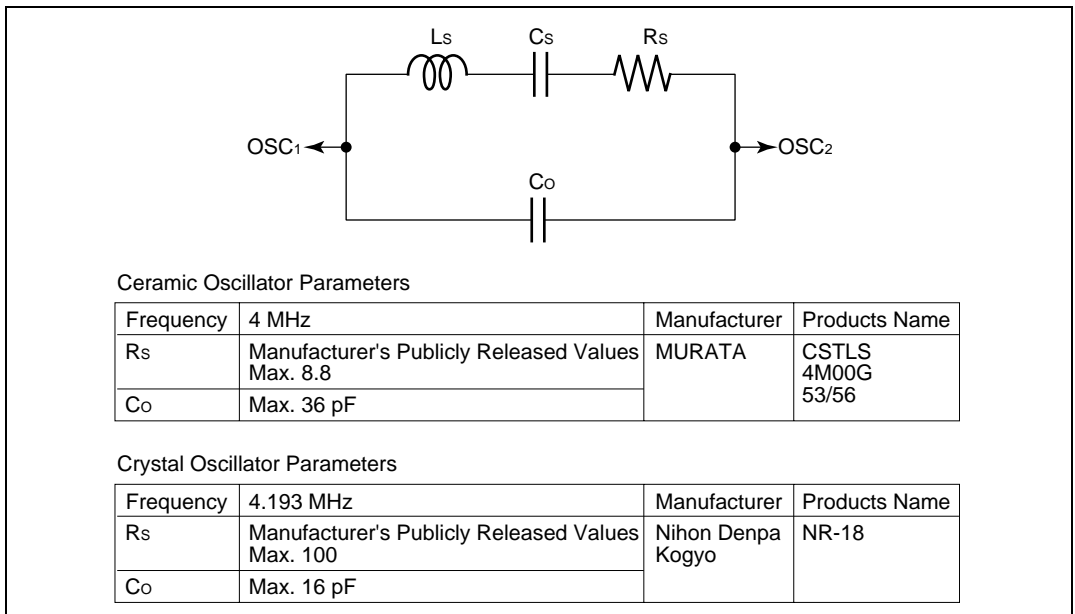 Ls Cs Rs
OSC1 OSC2
Co
Ceramic Oscillator Parameters
Frequency 4 MHz Manufacturer Products Name
Rs Manufacturer's Publicly Released Values MURATA CSTLS
Max. 8.8 4M00G
Co Max. 36 pF 53/56
Crystal Oscillator Parameters
Frequency 4.193 MHz Manufacturer Products Name
Rs Manufacturer's Publicly Released Values Nihon Denpa NR-18
Max. 100 Kogyo
Co Max. 16 pF